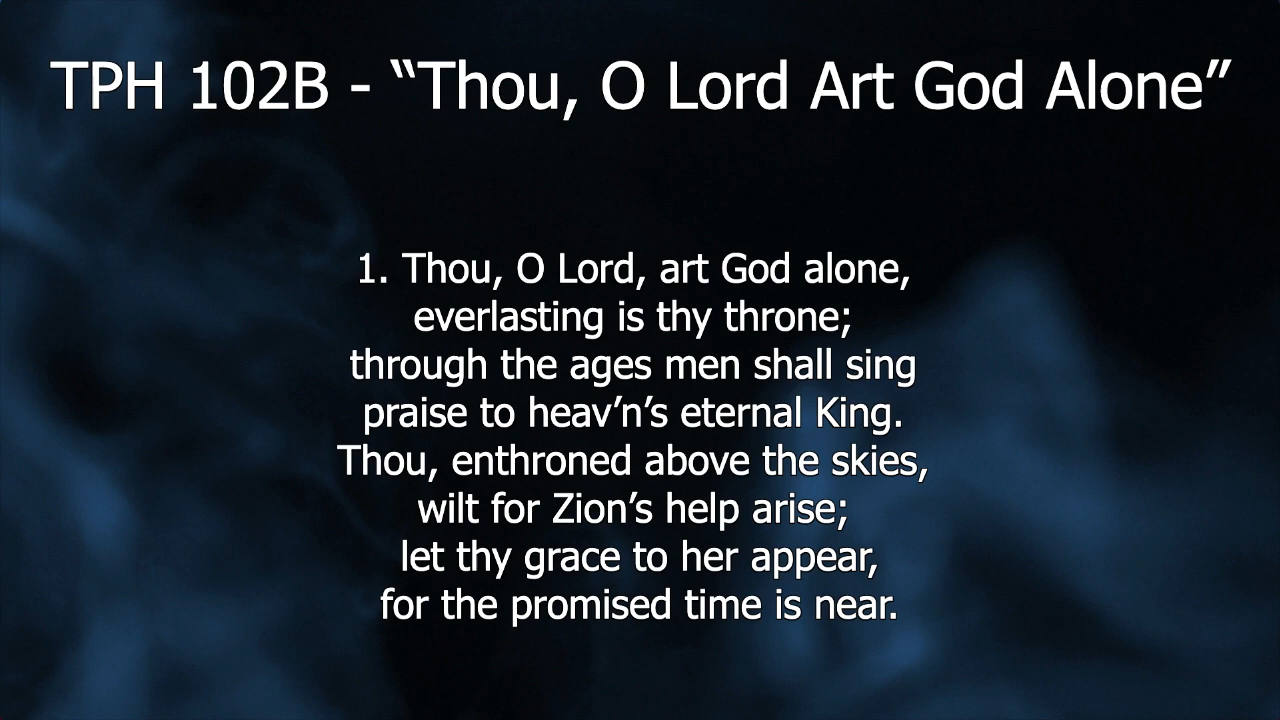 TPH 102B - “Thou, O Lord Art God Alone”
1. Thou, O Lord, art God alone,
everlasting is thy throne;
through the ages men shall sing
praise to heav’n’s eternal King.
Thou, enthroned above the skies,
wilt for Zion’s help arise;
let thy grace to her appear,
for the promised time is near.